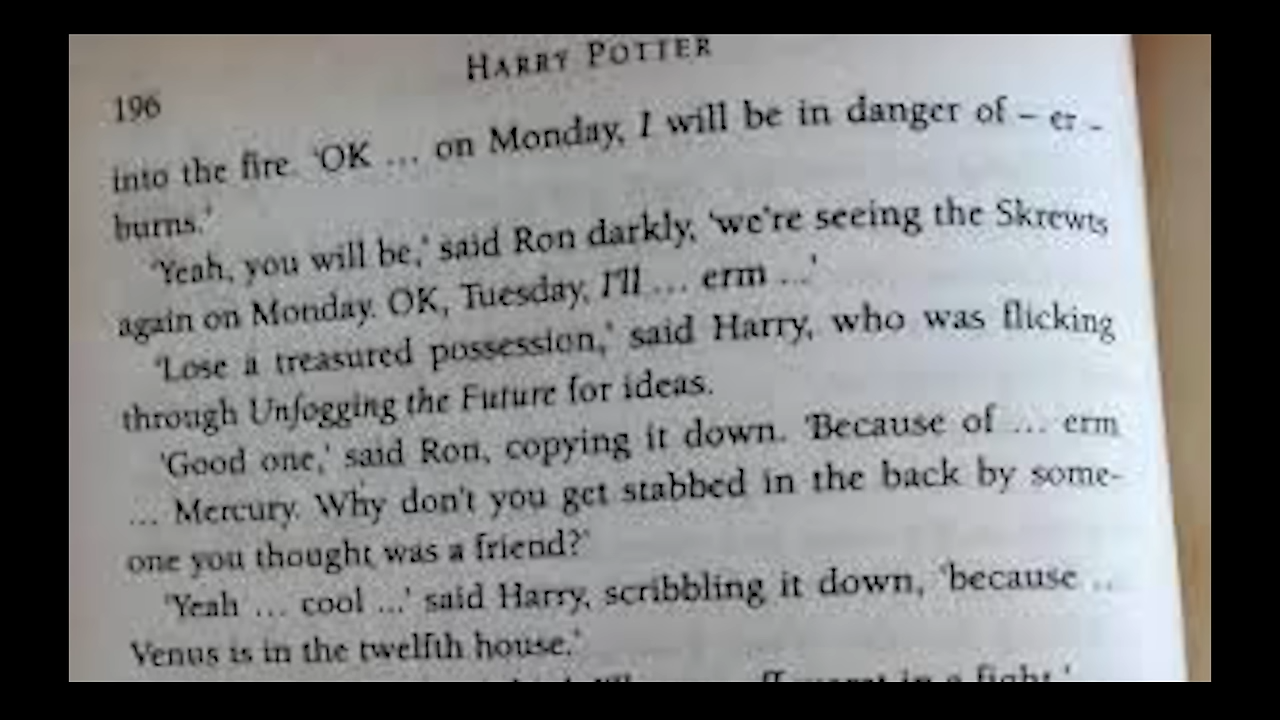 HARRY POTTER
196
into the fire. 'OK ... on Monday, I will be in danger of – er –
burns.'
'Yeah, you will be,' said Ron darkly, 'we're seeing the Skrewts
again on Monday. OK, Tuesday, I'll ... erm ...'
'Lose a treasured possession,' said Harry, who was flicking
through Unfogging the Future for ideas.
'Good one,' said Ron, copying it down. 'Because of ... erm
... Mercury. Why don't you get stabbed in the back by some-
one you thought was a friend?'
'Yeah ... cool ...' said Harry, scribbling it down, 'because ..
Venus is in the twelfth house.'
in a fight.'